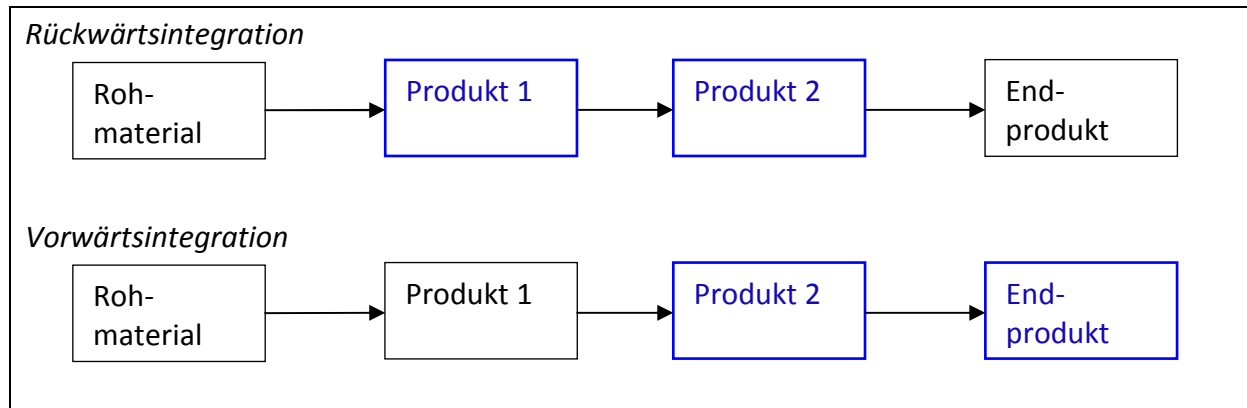 Rückwärtsintegration
Roh-
material
Produkt 1
Produkt 2
End-
produkt
Vorwärtsintegration
Roh-
material
Produkt 1
Produkt 2
End-
produkt